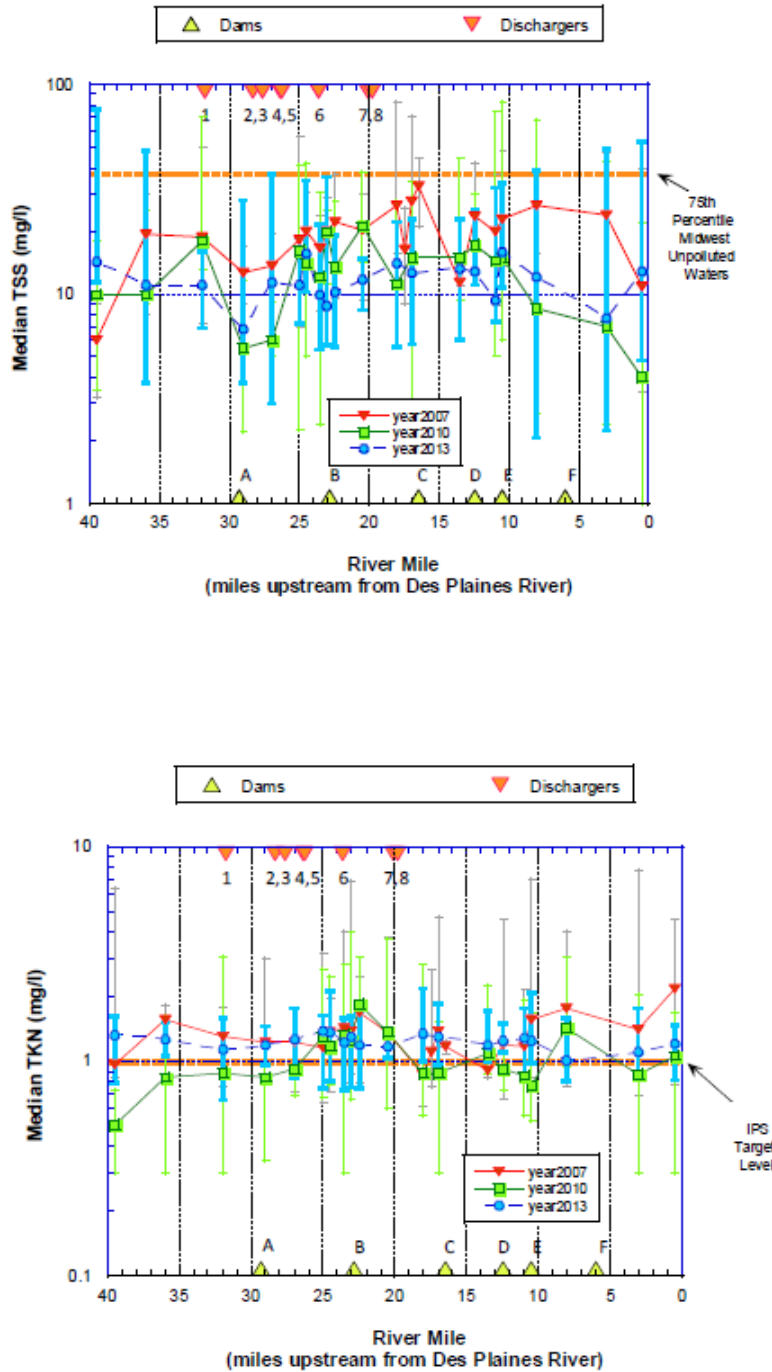 Dams Dischargers
100
1 2,3 4,5 6 7,8
Median TSS (mg/l)
75th
Percentile
Midwest
Unpolluted
Waters
10
year2007
year2010
year2013
A B C D E F
1
40 35 30 25 20 15 10 5 0
River Mile
(miles upstream from Des Plaines River)
Dams Dischargers
10
1 2,3 4,5 6 7,8
Median TKN (mg/l)
1
IPS
Target
Level
year2007
year2010
year2013
A B C D E F
0.1
40 35 30 25 20 15 10 5 0
River Mile
(miles upstream from Des Plaines River)